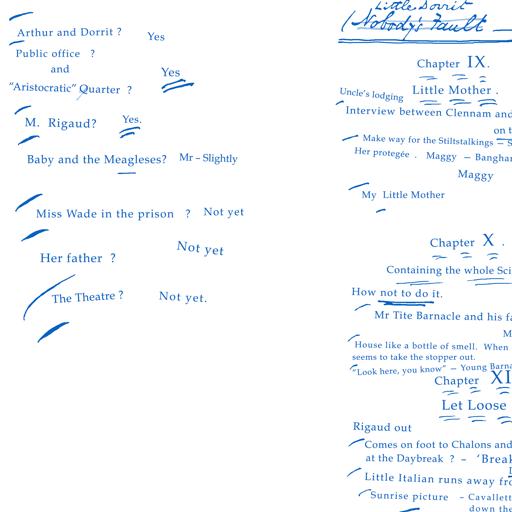 Arthur and Dorrit ? Yes
Public office ?
and
"Aristocratic" Quarter ? Yes
M. Rigaud? Yes.
Baby and the Meagleses? Mr – Slightly
Miss Wade in the prison ? Not yet
Her father ? Not yet
The Theatre ? Not yet.
Little Dorrit
Nobody's Fault
Chapter IX.
Uncle's lodging Little Mother .
Interview between Clennam and
on t
Make way for the Stiltstalkings – S
Her protegée . Maggy – Bangha
Maggy
My Little Mother
Chapter X .
Containing the whole Sci
How not to do it.
Mr Tite Barnacle and his fa
M
House like a bottle of smell. When
seems to take the stopper out.
"Look here, you know" – Young Barna
Chapter XI
Let Loose
Rigaud out
Comes on foot to Chalons and
at the Daybreak ? – 'Break
Little Italian runs away fro
Sunrise picture – Cavallett
down the